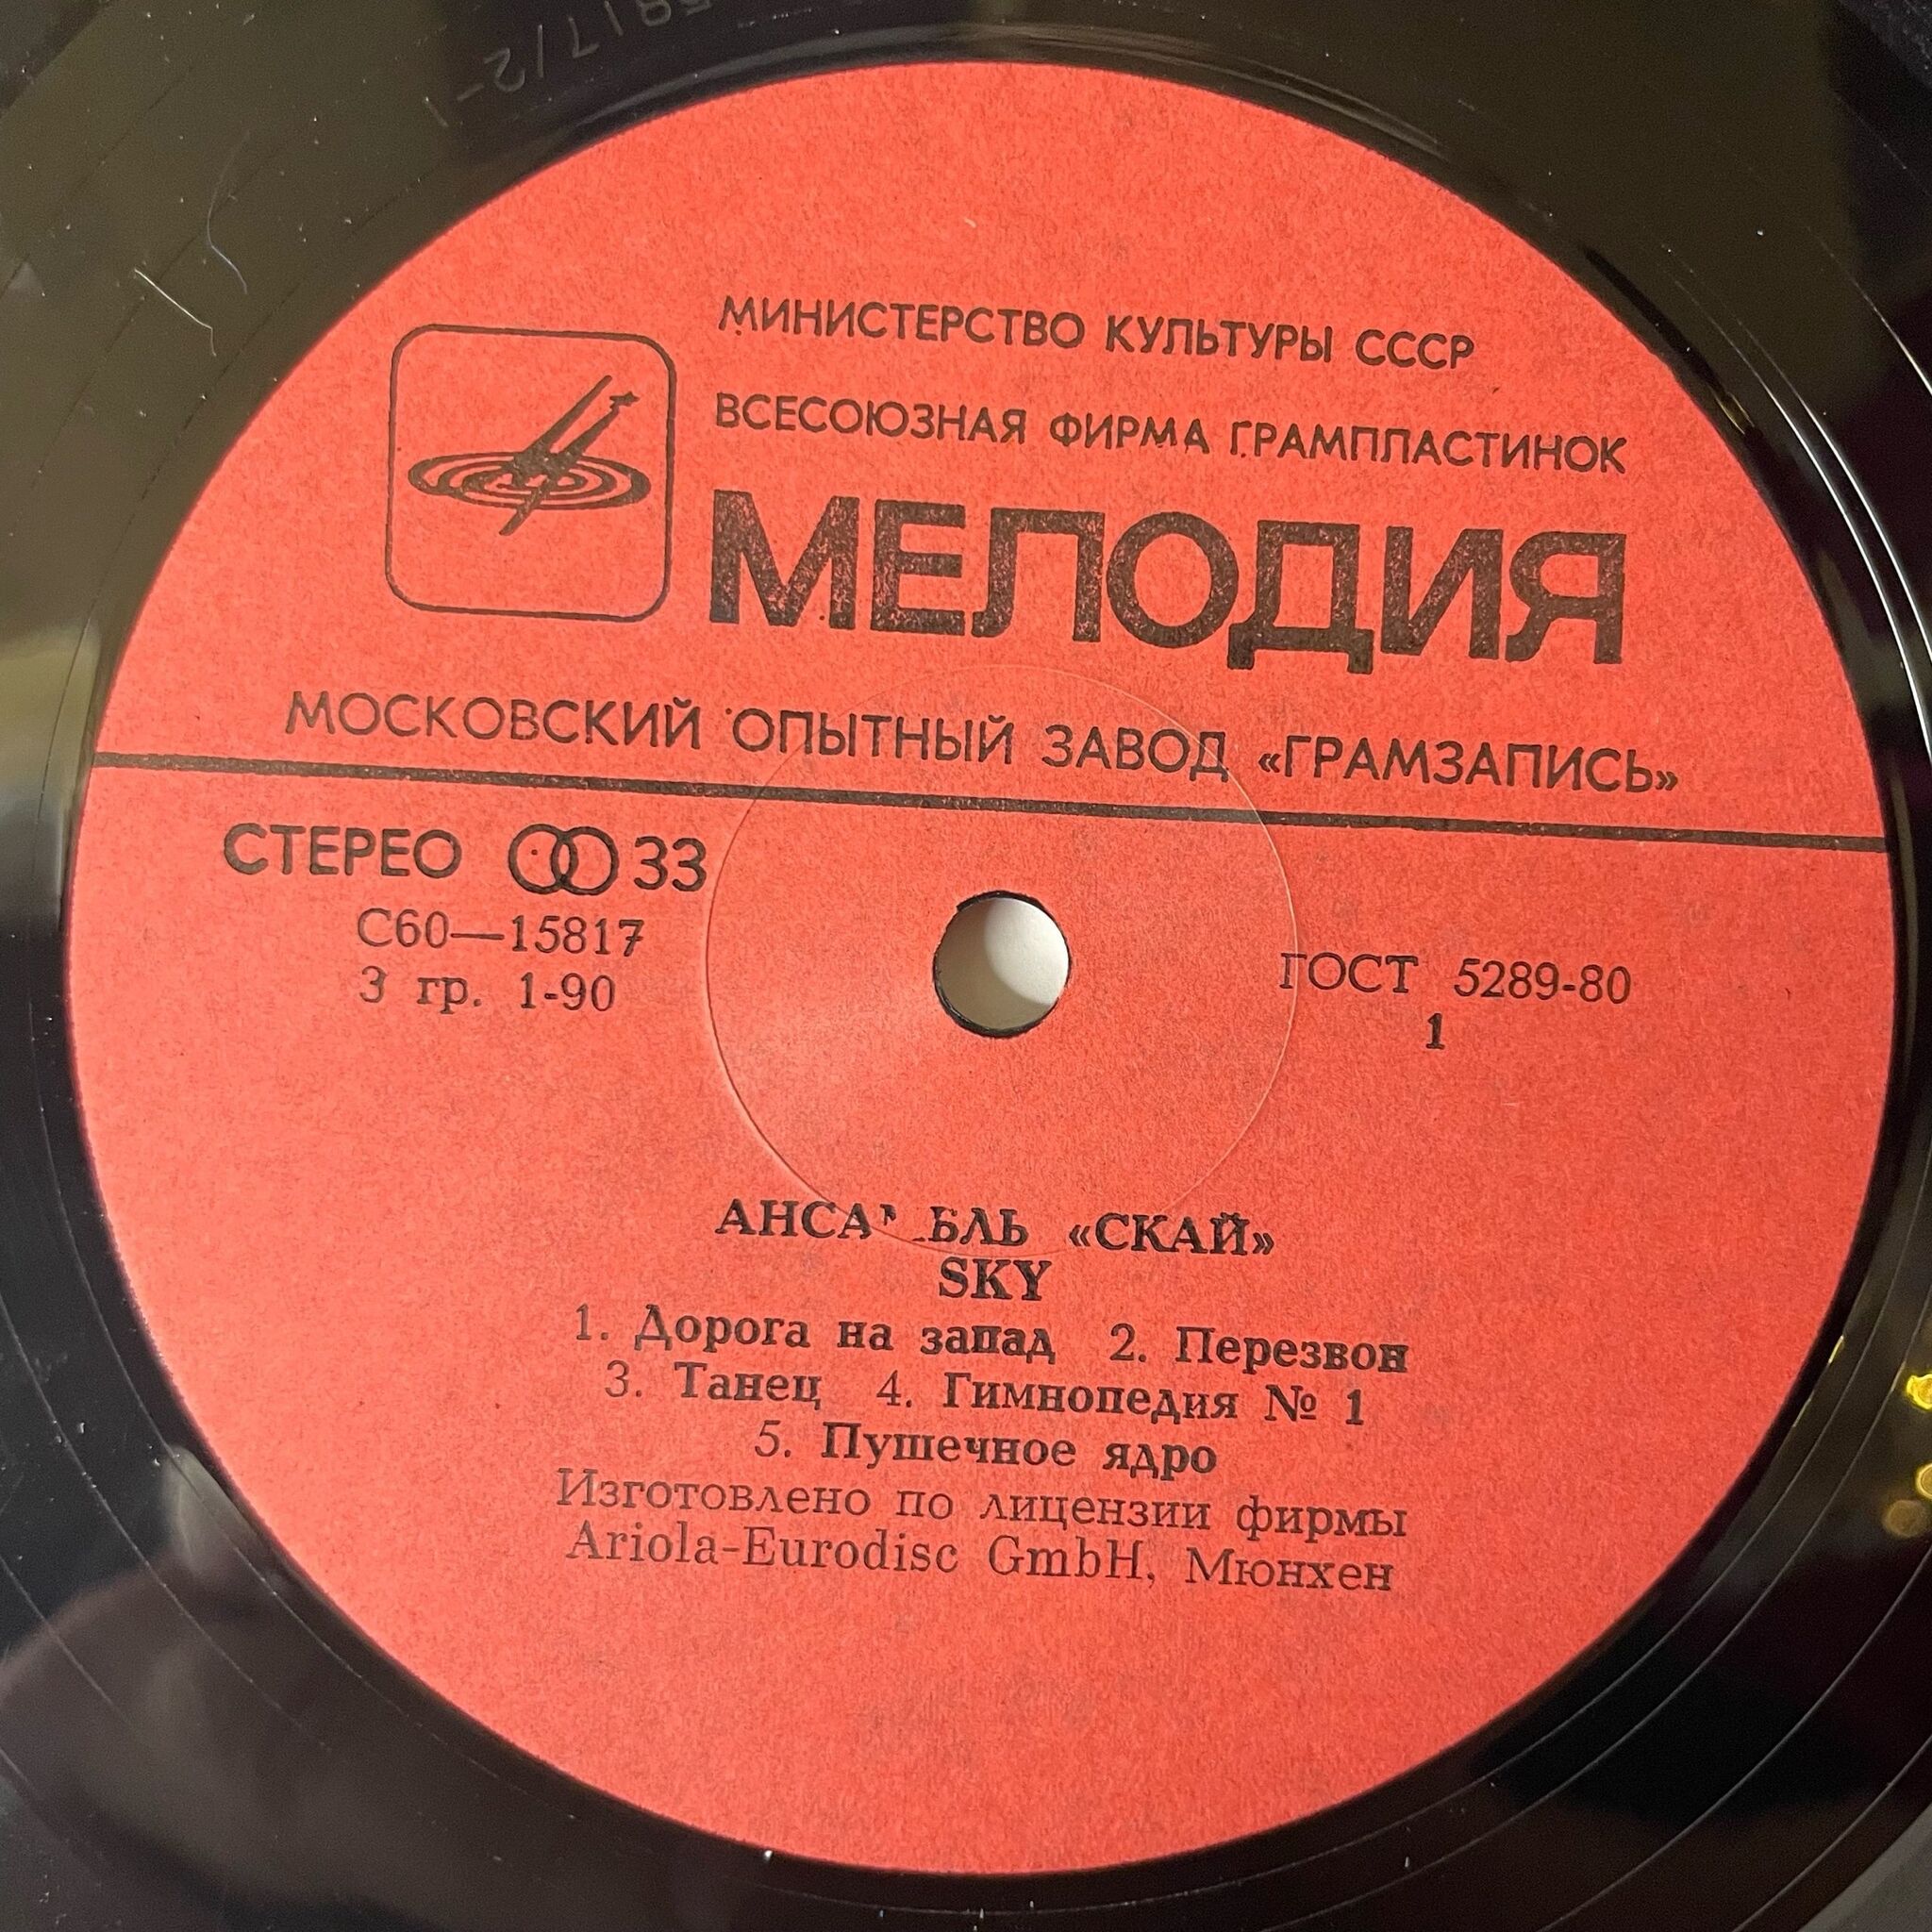 МИНИСТЕРСТВО КУЛЬТУРЫ СССР
ВСЕСОЮЗНАЯ ФИРМА ГРАМПЛАСТИНОК
МЕЛОДИЯ
МОСКОВСКИЙ ОПЫТНЫЙ ЗАВОД «ГРАМЗАПИСЬ»
СТЕРЕО 33
С60—15817
3 гр. 1-90
ГОСТ 5289-80
1
АНСАМБЛЬ «СКАЙ»
SKY
1. Дорога на запад 2. Перезвон
3. Танец 4. Гимнопедия № 1
5. Пушечное ядро
Изготовлено по лицензии фирмы
Ariola-Eurodisc GmbH, Мюнхен